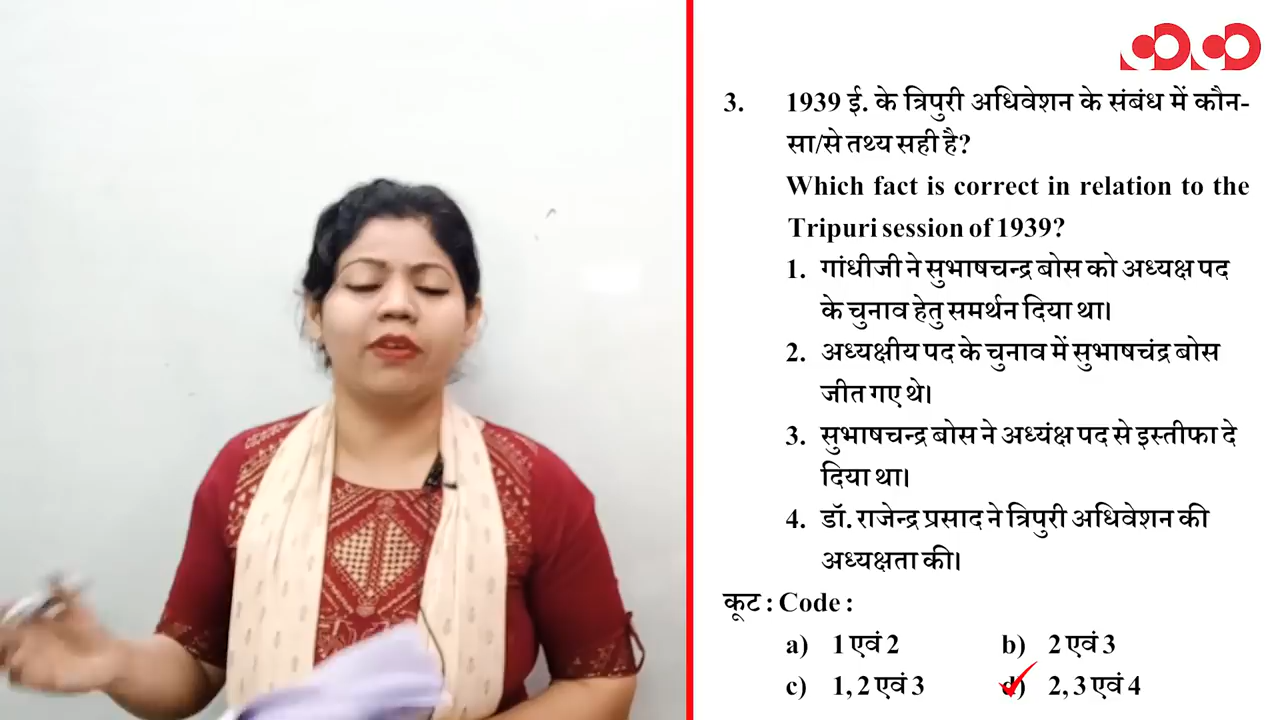 3. 1939 ई. के त्रिपुरी अधिवेशन के संबंध में कौन-
सा/से तथ्य सही है?
Which fact is correct in relation to the
Tripuri session of 1939?
1. गांधीजी ने सुभाषचन्द्र बोस को अध्यक्ष पद
के चुनाव हेतु समर्थन दिया था।
2. अध्यक्षीय पद के चुनाव में सुभाषचंद्र बोस
जीत गए थे।
3. सुभाषचन्द्र बोस ने अध्यंक्ष पद से इस्तीफा दे
दिया था।
4. डॉ. राजेन्द्र प्रसाद ने त्रिपुरी अधिवेशन की
अध्यक्षता की।
कूट : Code :
a) 1 एवं 2 b) 2 एवं 3
c) 1, 2 एवं 3 d) 2, 3 एवं 4